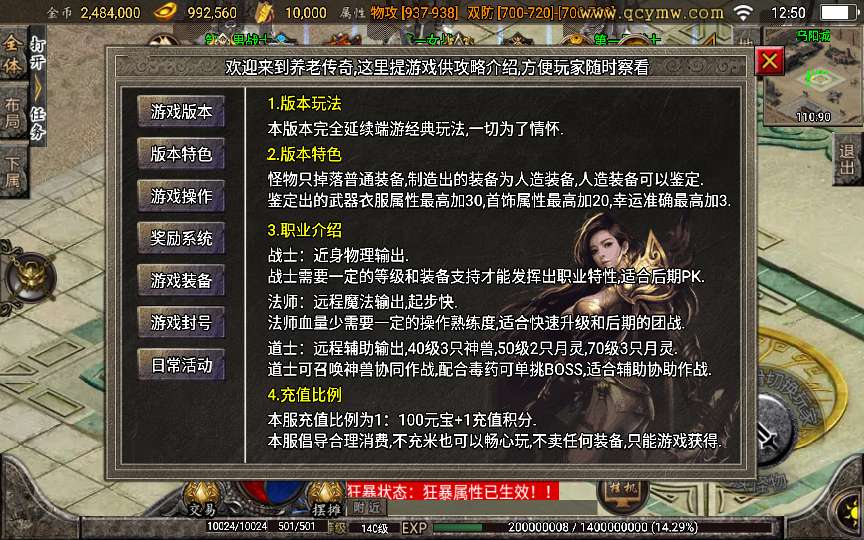 金币 2,484,000 992,560 10,000 属性 物攻 [937-938] 双防 [700-720]-[700-
www.qcymw.com
12:50
全体
打开
任务
布局
下属
乌阳城
110:90
退出
欢迎来到养老传奇,这里提游戏供攻略介绍,方便玩家随时察看
游戏版本
版本特色
游戏操作
奖励系统
游戏装备
游戏封号
日常活动
1.版本玩法
本版本完全延续端游经典玩法,一切为了情怀.
2.版本特色
怪物只掉落普通装备,制造出的装备为人造装备,人造装备可以鉴定.
鉴定出的武器衣服属性最高加30,首饰属性最高加20,幸运准确最高加3.
3.职业介绍
战士：近身物理输出.
战士需要一定的等级和装备支持才能发挥出职业特性,适合后期PK.
法师：远程魔法输出,起步快.
法师血量少需要一定的操作熟练度,适合快速升级和后期的团战.
道士：远程辅助输出,40级3只神兽,50级2只月灵,70级3只月灵.
道士可召唤神兽协同作战,配合毒药可单挑BOSS,适合辅助协助作战.
4.充值比例
本服充值比例为1：100元宝+1充值积分.
本服倡导合理消费,不充米也可以畅心玩,不卖任何装备,只能游戏获得.
狂暴状态：狂暴属性已生效！！
交易
摆摊
附近
挂机
10024/10024 501/501 等级 140级 EXP 200000008 / 1400000000 (14.29%)